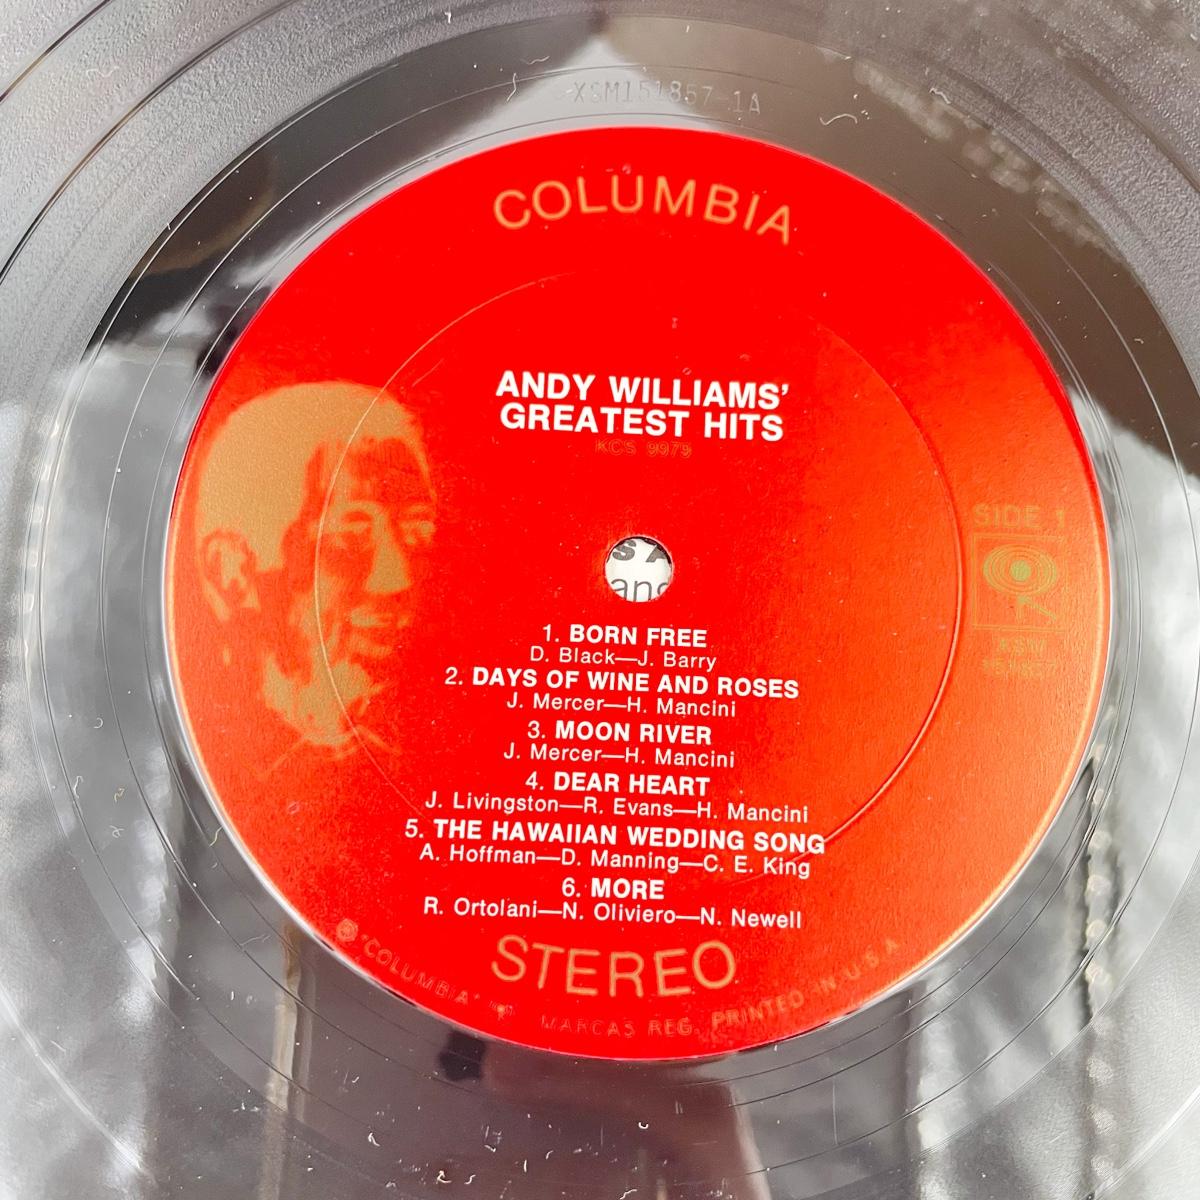 XSM151857-1A
COLUMBIA
ANDY WILLIAMS'
GREATEST HITS
KCS 9979
SIDE 1
XSM
1. BORN FREE
D. Black—J. Barry
2. DAYS OF WINE AND ROSES
J. Mercer—H. Mancini
3. MOON RIVER
J. Mercer—H. Mancini
4. DEAR HEART
J. Livingston—R. Evans—H. Mancini
5. THE HAWAIIAN WEDDING SONG
A. Hoffman—D. Manning—C. E. King
6. MORE
R. Ortolani—N. Oliviero—N. Newell
STEREO
"COLUMBIA" MARCAS REG. PRINTED IN U.S.A.